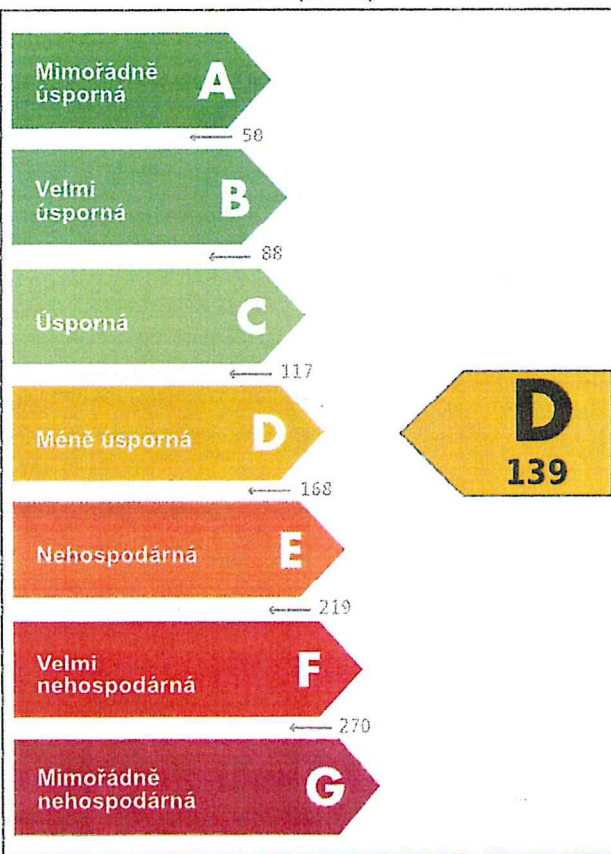 Mimořádně
úsporná
A
58
Velmi
úsporná
B
88
Úsporná
C
117
Méně úsporná
D
168
D
139
Nehospodárná
E
219
Velmi
nehospodárná
F
270
Mimořádně
nehospodárná
G